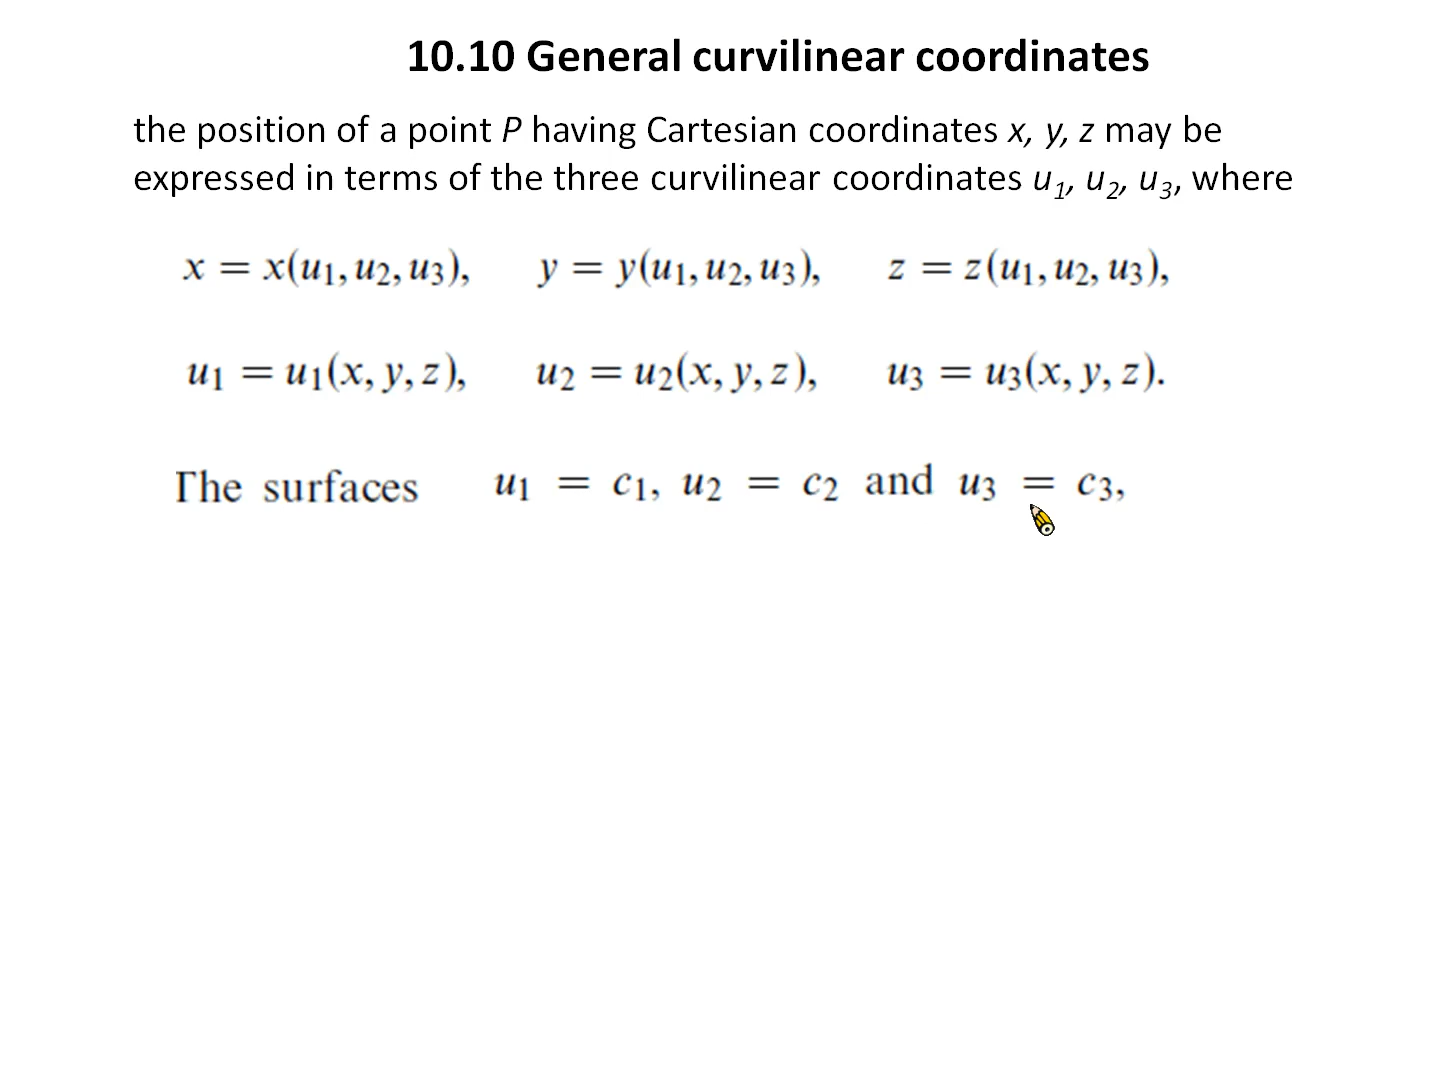 10.10 General curvilinear coordinates
the position of a point P having Cartesian coordinates x, y, z may be
expressed in terms of the three curvilinear coordinates u₁, u₂, u₃, where
x = x(u₁, u₂, u₃), y = y(u₁, u₂, u₃), z = z(u₁, u₂, u₃),
u₁ = u₁(x, y, z), u₂ = u₂(x, y, z), u₃ = u₃(x, y, z).
The surfaces u₁ = c₁, u₂ = c₂ and u₃ = c₃,